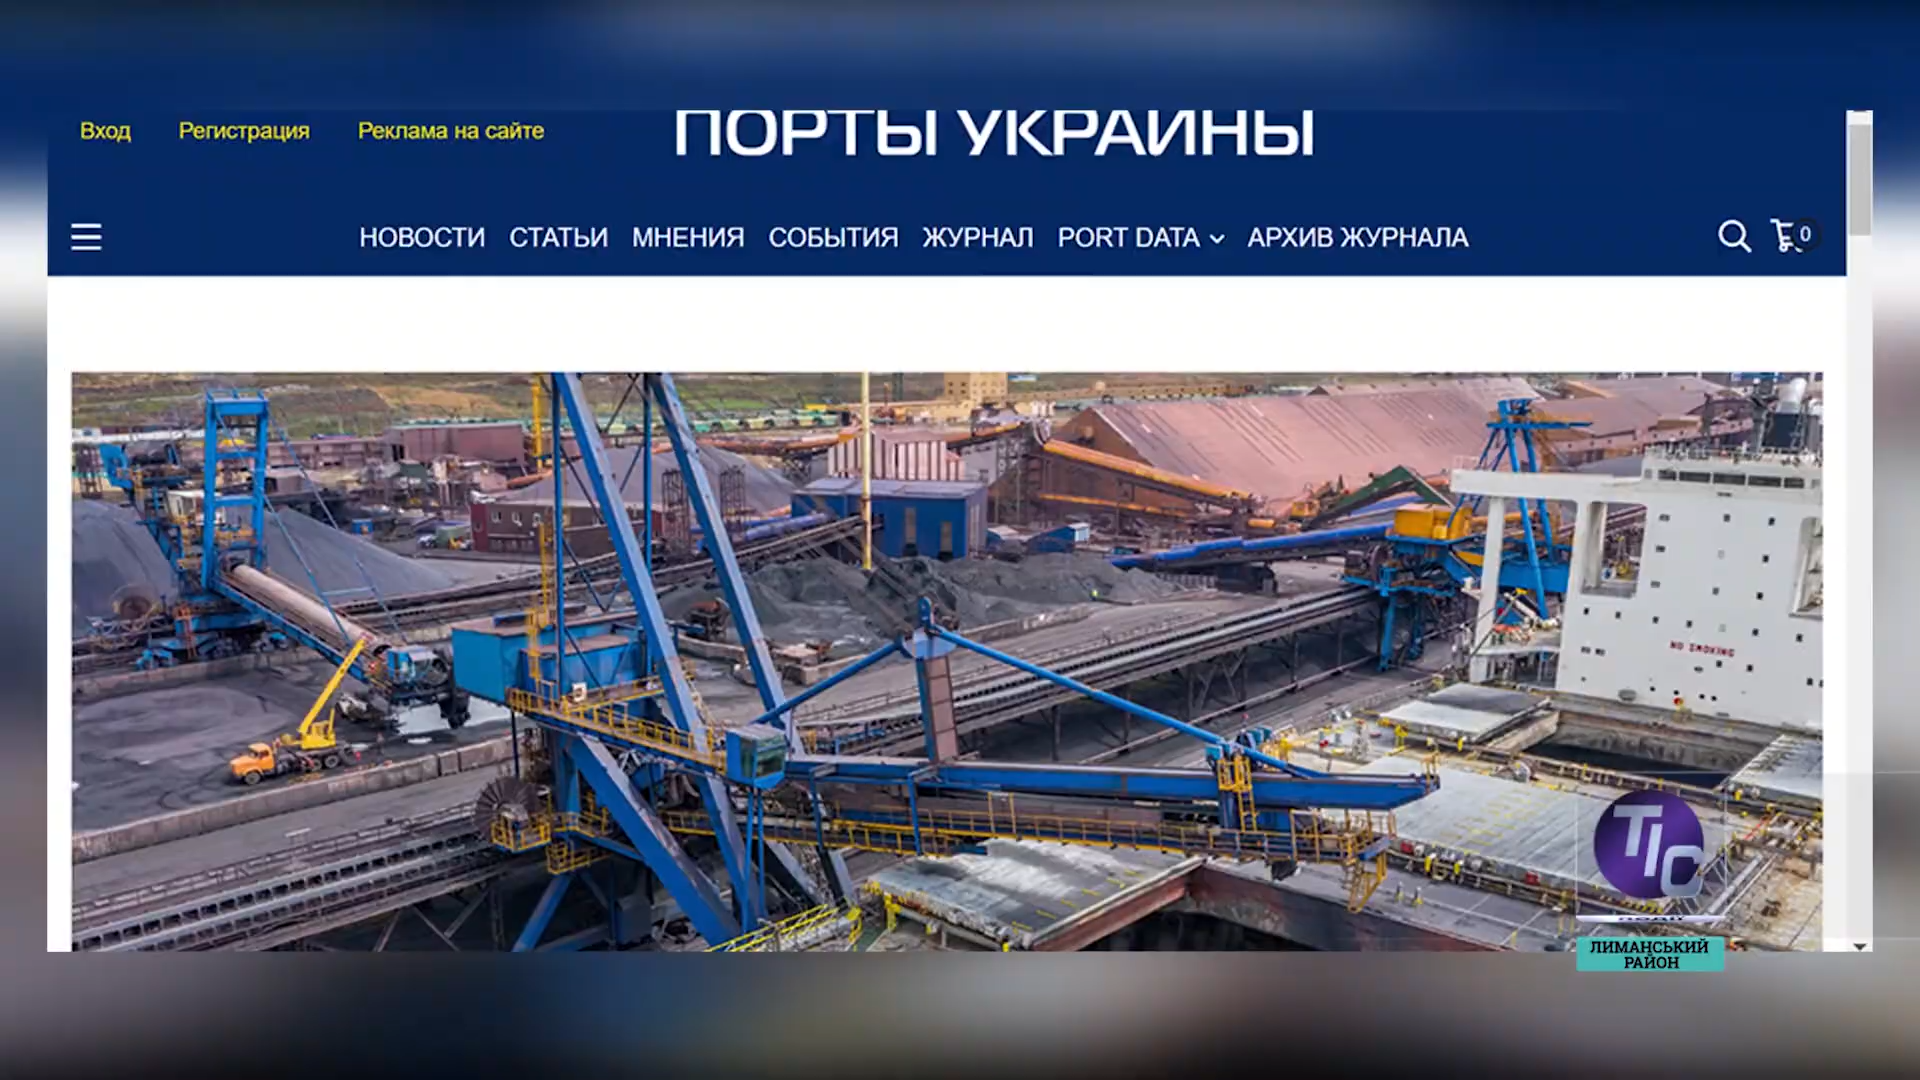 ПОРТЫ УКРАИНЫ
Вход Регистрация Реклама на сайте
НОВОСТИ СТАТЬИ МНЕНИЯ СОБЫТИЯ ЖУРНАЛ PORT DATA АРХИВ ЖУРНАЛА
0
NO SMOKING
ТІС
ЛИМАНСЬКИЙ
РАЙОН